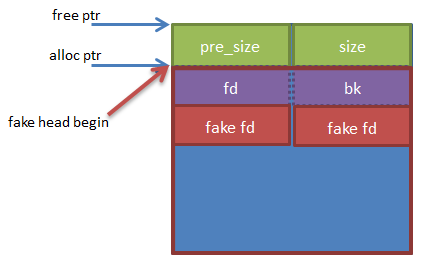 free ptr
pre_size size
alloc ptr
fd bk
fake head begin
fake fd fake fd